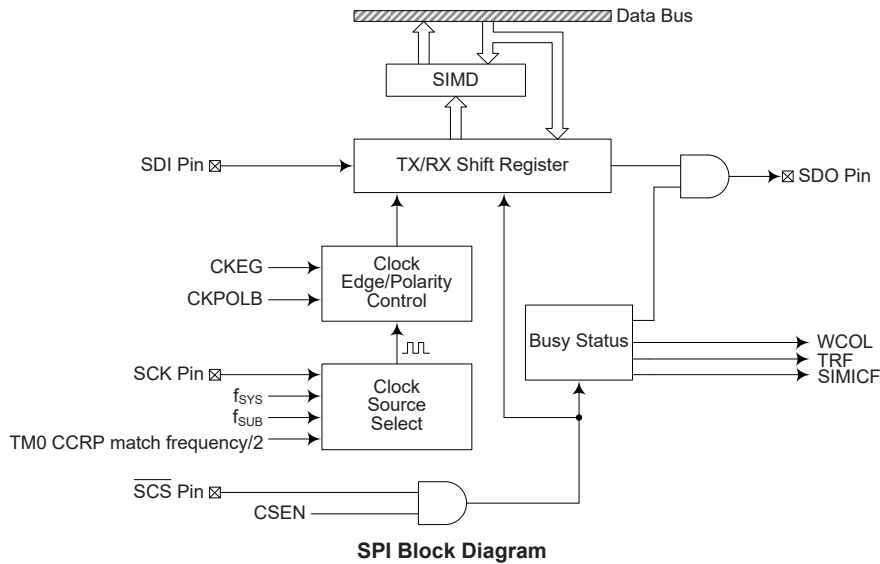 Data Bus
SIMD
SDI Pin
TX/RX Shift Register
SDO Pin
CKEG
CKPOLB
Clock
Edge/Polarity
Control
Busy Status
WCOL
TRF
SIMICF
SCK Pin
fSYS
fSUB
TM0 CCRP match frequency/2
Clock
Source
Select
S̅C̅S̅ Pin
CSEN
SPI Block Diagram